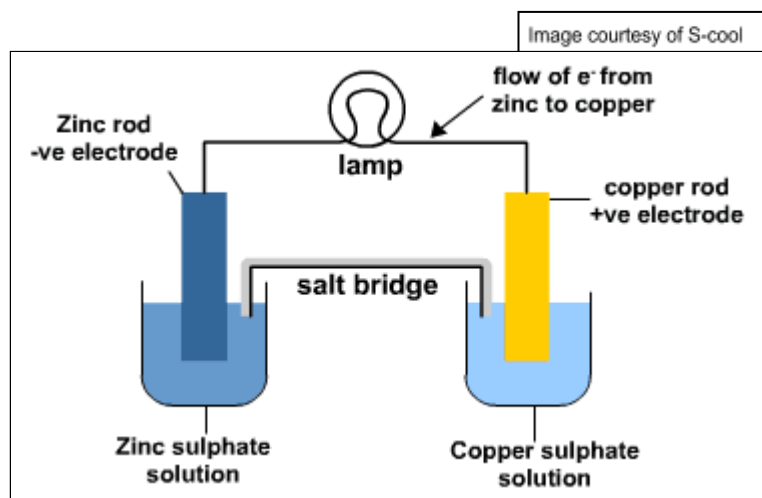 Image courtesy of S-cool
flow of e- from
zinc to copper
Zinc rod
-ve electrode
lamp
copper rod
+ve electrode
salt bridge
Zinc sulphate
solution
Copper sulphate
solution